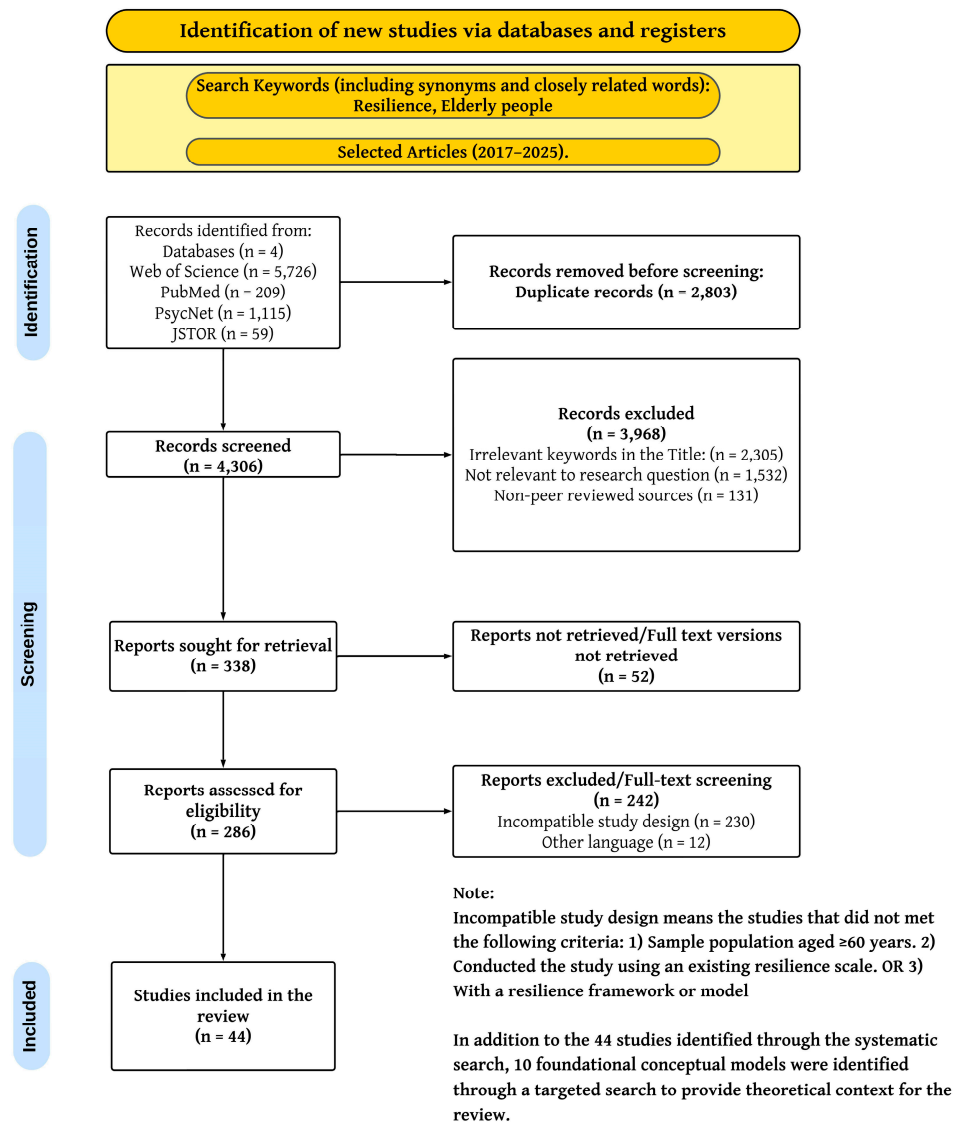 Identification of new studies via databases and registers
Search Keywords (including synonyms and closely related words):
Resilience, Elderly people
Selected Articles (2017–2025).
Identification
Records identified from:
Databases (n = 4)
Web of Science (n = 5,726)
PubMed (n – 209)
PsycNet (n = 1,115)
JSTOR (n = 59)
Records removed before screening:
Duplicate records (n – 2,803)
Screening
Records screened
(n = 4,306)
Records excluded
(n = 3,968)
Irrelevant keywords in the Title: (n = 2,305)
Not relevant to research question (n = 1,532)
Non-peer reviewed sources (n = 131)
Reports sought for retrieval
(n = 338)
Reports not retrieved/Full text versions
not retrieved
(n = 52)
Reports assessed for
eligibility
(n = 286)
Reports excluded/Full-text screening
(n = 242)
Incompatible study design (n = 230)
Other language (n = 12)
Included
Studies included in the
review
(n = 44)
Note:
Incompatible study design means the studies that did not met
the following criteria: 1) Sample population aged ≥60 years. 2)
Conducted the study using an existing resilience scale. OR 3)
With a resilience framework or model
In addition to the 44 studies identified through the systematic
search, 10 foundational conceptual models were identified
through a targeted search to provide theoretical context for the
review.